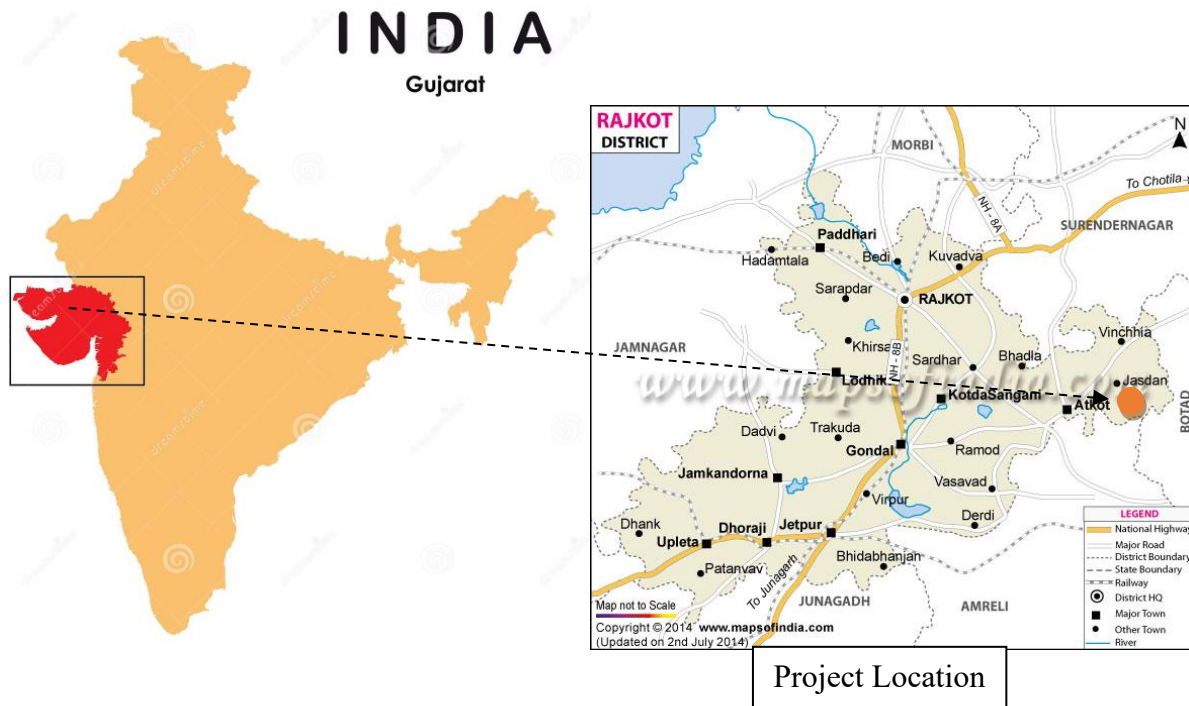 INDIA
Gujarat
RAJKOT
DISTRICT
N
MORBI
To Chotila
NH - 8A
SURENDERNAGAR
Paddhari
Hadamtala
Bedi
Kuvadva
Sarapdar
RAJKOT
Vinchhia
JAMNAGAR
Khirsa
NH - 8B
Sardhar
Bhadla
Lodhik
Jasdan
www.mapsofindia.com
KotdaSangani
Atkot
BOTAD
Dadvi
Trakuda
Gondal
Ramod
Jamkandorna
Vasavad
Virpur
Dhank
Dhoraji
Jetpur
Derdi
Upleta
Bhidabhanjan
Patanvav
To Junagarh
JUNAGADH
AMRELI
LEGEND
National Highway
Major Road
District Boundary
State Boundary
Railway
District HQ
Major Town
Other Town
River
Map not to Scale
Copyright © 2014 www.mapsofindia.com
(Updated on 2nd July 2014)
Project Location